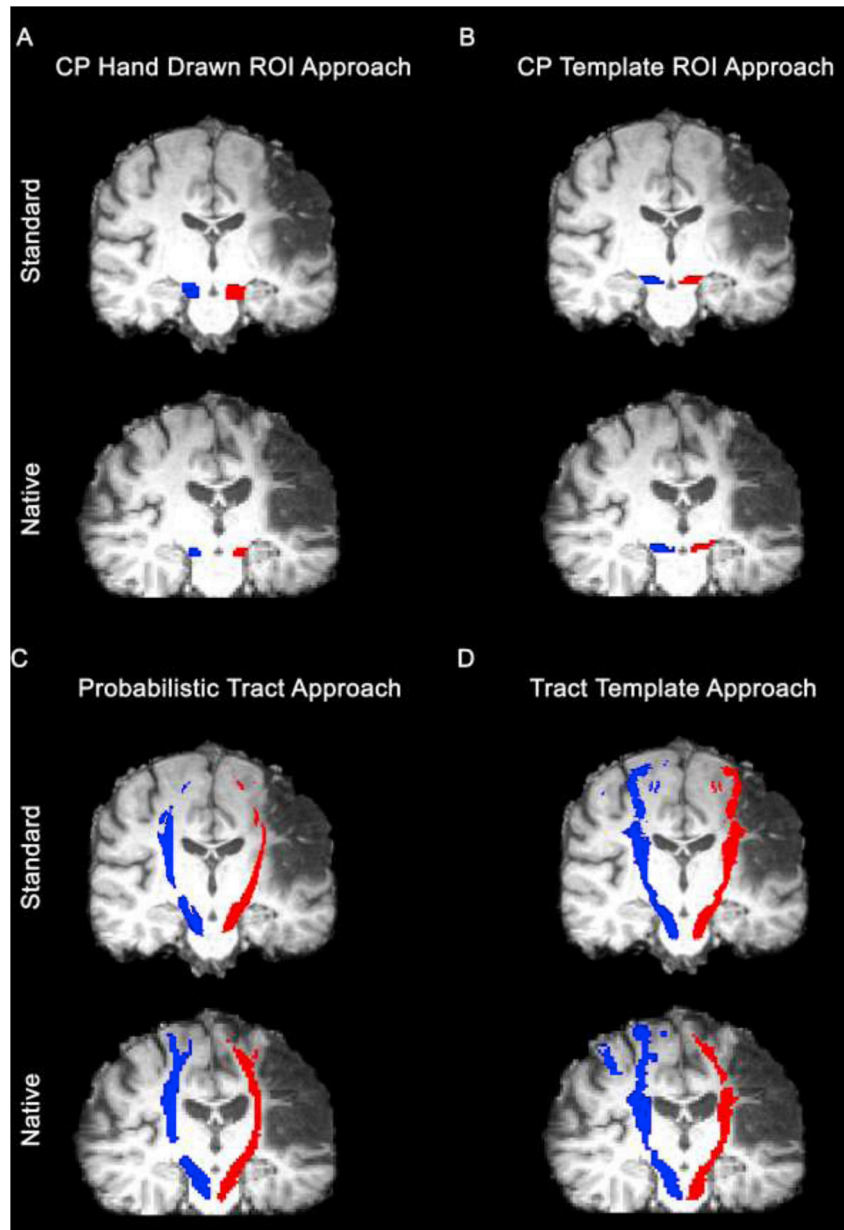 A
CP Hand Drawn ROI Approach
B
CP Template ROI Approach
Standard
Native
C
Probabilistic Tract Approach
D
Tract Template Approach
Standard
Native